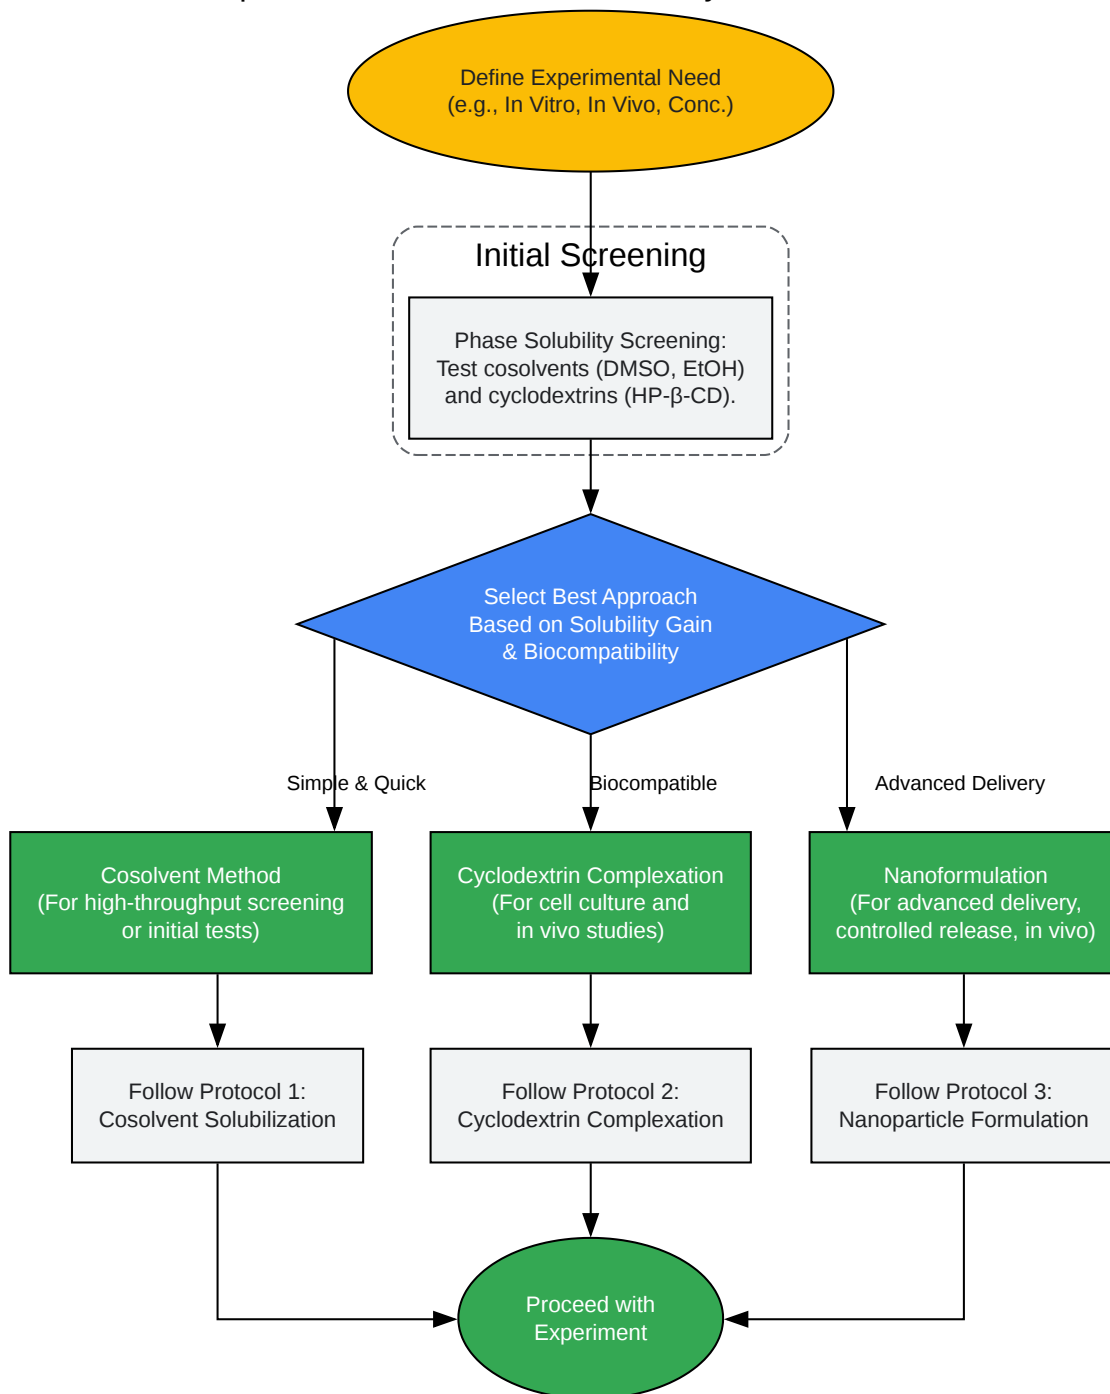 Define Experimental Need
(e.g., In Vitro, In Vivo, Conc.)
Initial Screening
Phase Solubility Screening:
Test cosolvents (DMSO, EtOH)
and cyclodextrins (HP-β-CD).
Select Best Approach
Based on Solubility Gain
& Biocompatibility
Simple & Quick
Biocompatible
Advanced Delivery
Cosolvent Method
(For high-throughput screening
or initial tests)
Cyclodextrin Complexation
(For cell culture and
in vivo studies)
Nanoformulation
(For advanced delivery,
controlled release, in vivo)
Follow Protocol 1:
Cosolvent Solubilization
Follow Protocol 2:
Cyclodextrin Complexation
Follow Protocol 3:
Nanoparticle Formulation
Proceed with
Experiment